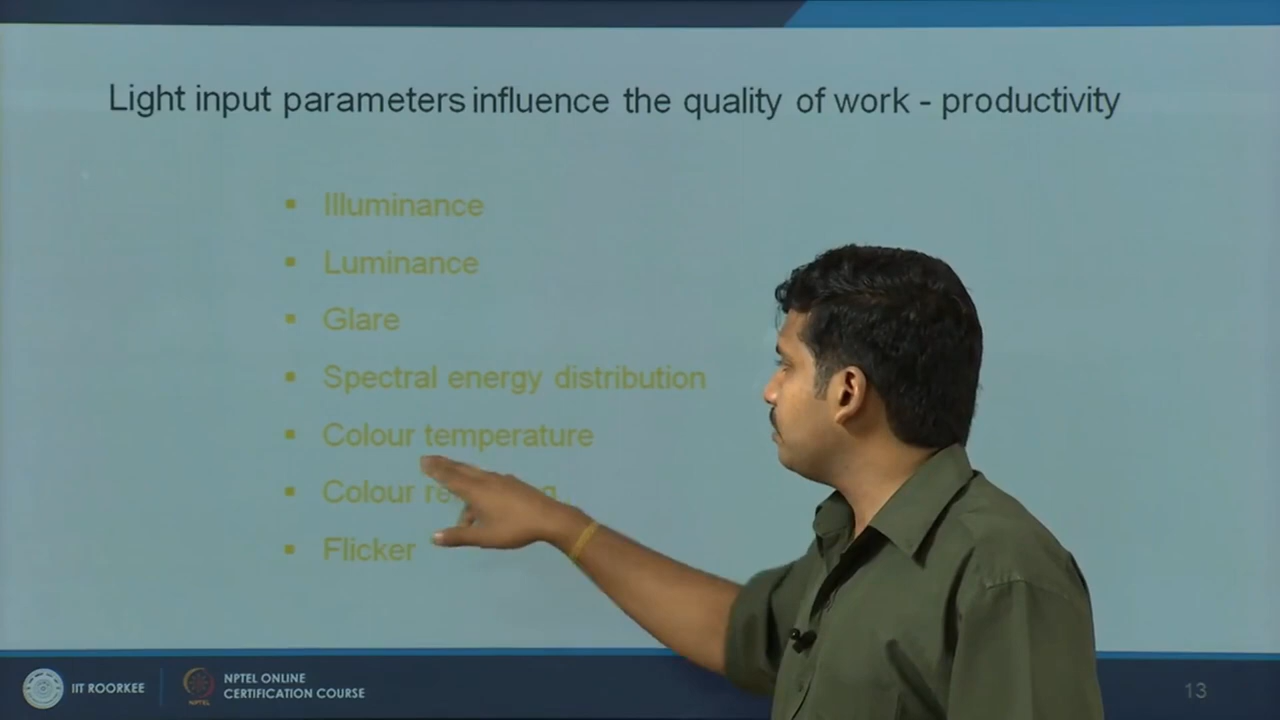 Light input parameters influence the quality of work - productivity
▪ Illuminance
▪ Luminance
▪ Glare
▪ Spectral energy distribution
▪ Colour temperature
▪ Colour
▪ Flicker
IIT ROORKEE
NPTEL
NPTEL ONLINE
CERTIFICATION COURSE
13